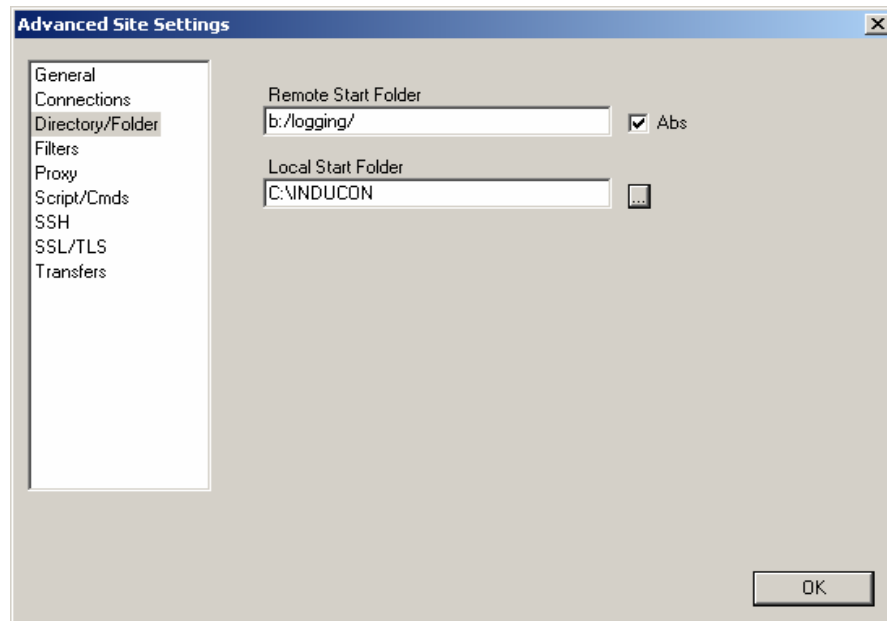 Advanced Site Settings
General
Connections
Directory/Folder
Filters
Proxy
Script/Cmds
SSH
SSL/TLS
Transfers
Remote Start Folder
b:/logging/
Abs
Local Start Folder
C:\INDUCON
...
OK